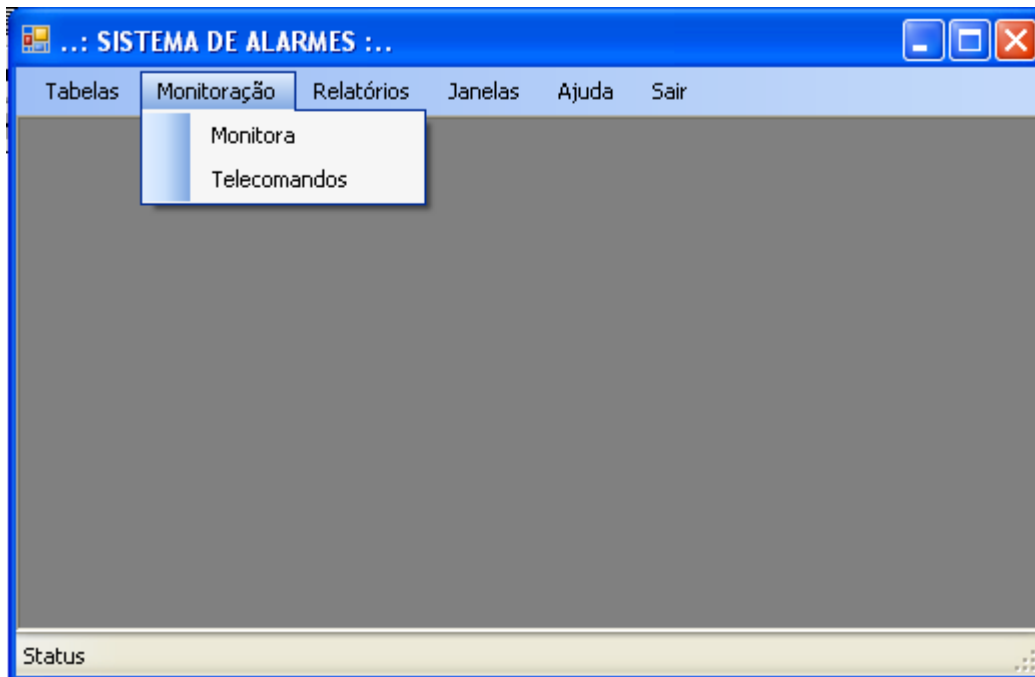 ..: SISTEMA DE ALARMES :..
Tabelas Monitoração Relatórios Janelas Ajuda Sair
Monitora
Telecomandos
Status